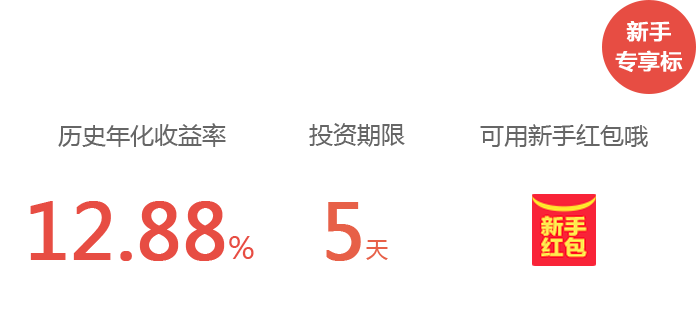 新手
专享标
历史年化收益率
投资期限
可用新手红包哦
12.88%
5天
新手
红包